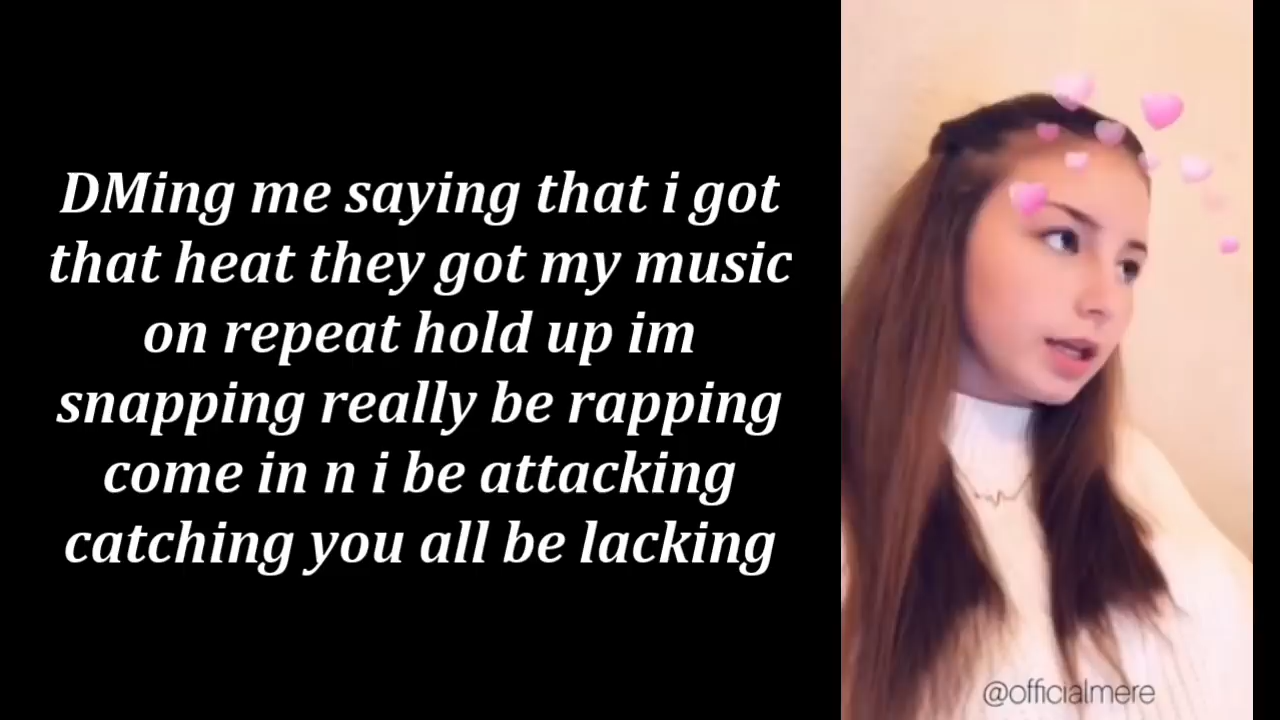 DMing me saying that i got
that heat they got my music
on repeat hold up im
snapping really be rapping
come in n i be attacking
catching you all be lacking
@officialmere